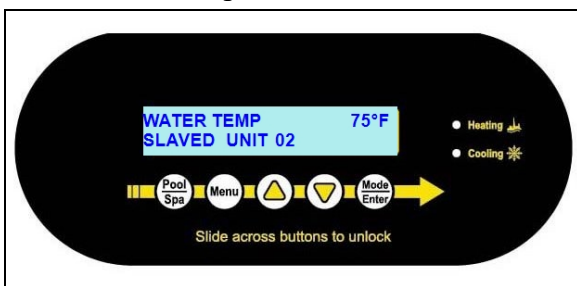 WATER TEMP 75°F
SLAVED UNIT 02
Heating
Cooling
Pool Spa Menu Mode Enter
Slide across buttons to unlock